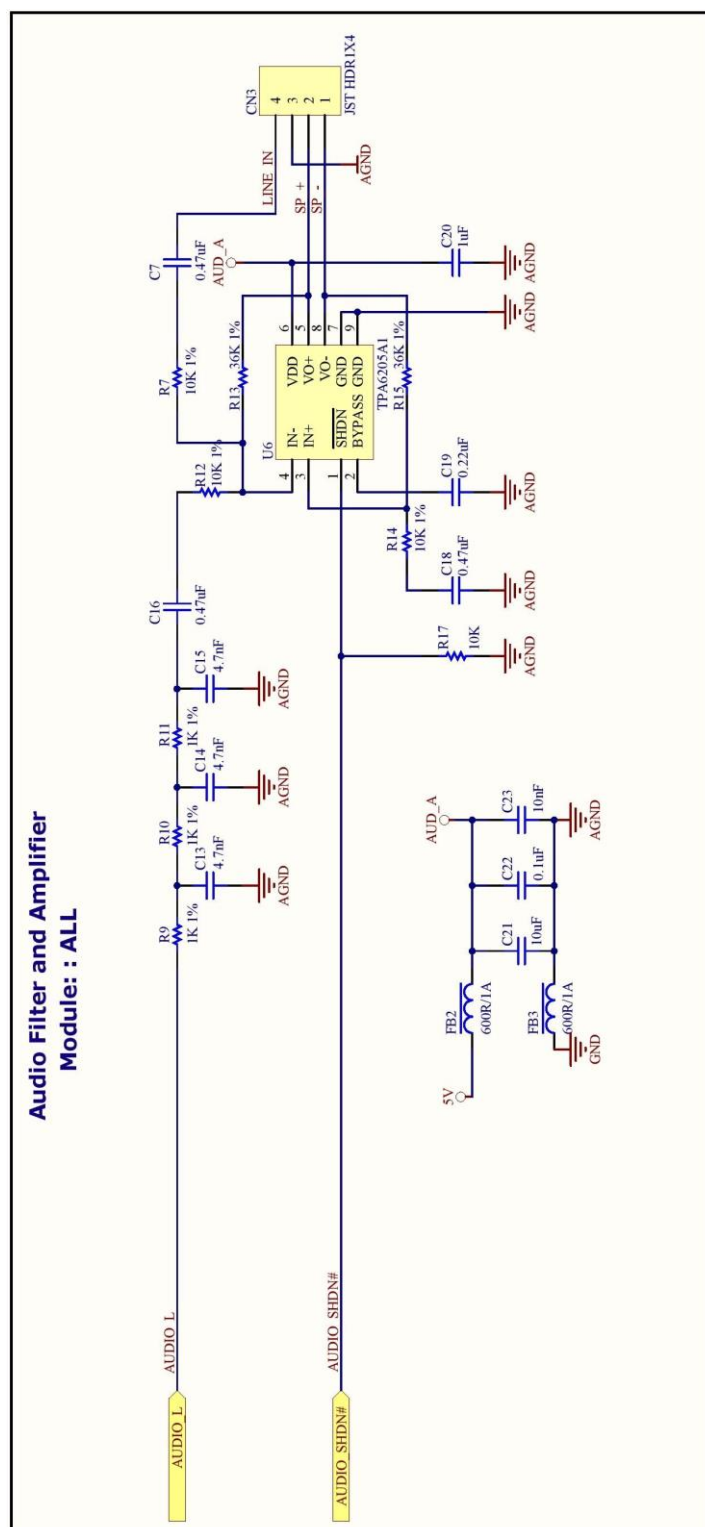 Audio Filter and Amplifier
Module: : ALL
AUDIO_L
AUDIO_L
R9
1K 1%
C13
4.7nF
AGND
R10
1K 1%
C14
4.7nF
AGND
R11
1K 1%
C15
4.7nF
AGND
C16
0.47uF
R12
10K 1%
R7
10K 1%
C7
0.47uF
LINE IN
CN3
4
3
2
1
JST HDR1X4
SP +
SP -
AGND
AUD_A
R13
36K 1%
U6
4
3
1
2
IN-
IN+
SHDN
BYPASS
VDD
VO+
VO-
GND
GND
6
5
8
7
9
TPA6205A1
R15
36K 1%
C20
1uF
AGND
AGND
C19
0.22uF
AGND
R14
10K 1%
C18
0.47uF
AGND
R17
10K
AGND
AUDIO_SHDN#
AUDIO SHDN#
5V
FB2
600R/1A
AUD_A
C21
10uF
C22
0.1uF
C23
10nF
FB3
600R/1A
GND
AGND